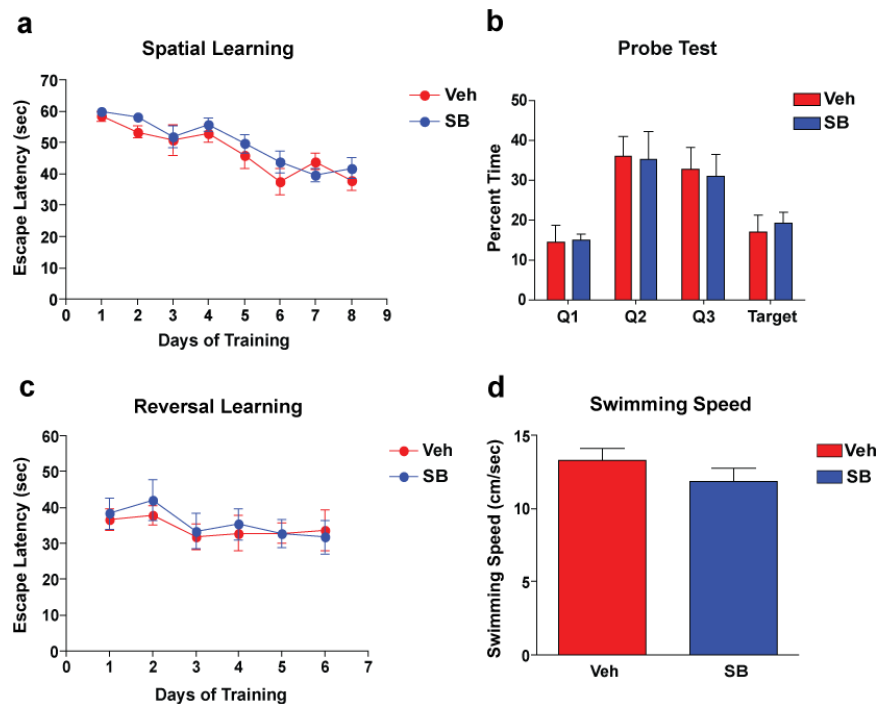 a
Spatial Learning
Escape Latency (sec)
70
60
50
40
30
20
10
0
0 1 2 3 4 5 6 7 8 9
Days of Training
Veh
SB
b
Probe Test
Percent Time
50
40
30
20
10
0
Q1 Q2 Q3 Target
Veh
SB
c
Reversal Learning
Escape Latency (sec)
60
50
40
30
20
10
0
0 1 2 3 4 5 6 7
Days of Training
Veh
SB
d
Swimming Speed
Swimming Speed (cm/sec)
15
10
5
0
Veh SB
Veh
SB